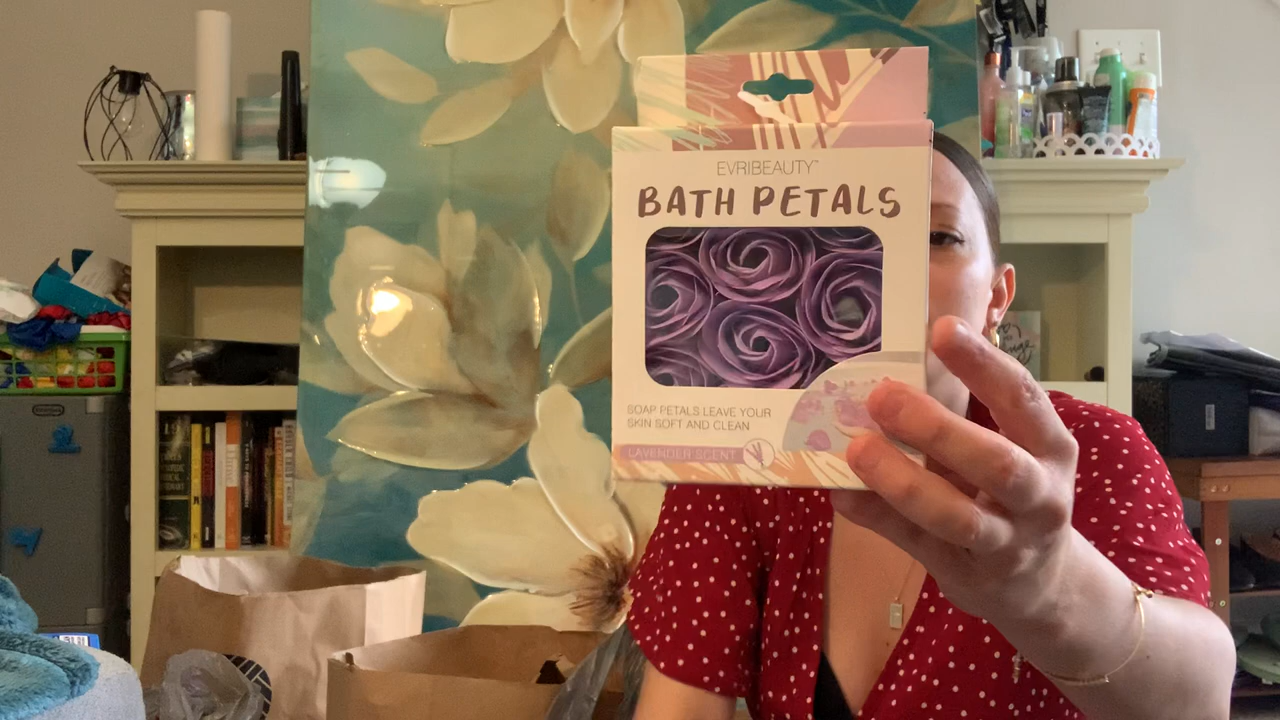 EVRIBEAUTY™
BATH PETALS
SOAP PETALS LEAVE YOUR
SKIN SOFT AND CLEAN
LAVENDER SCENT